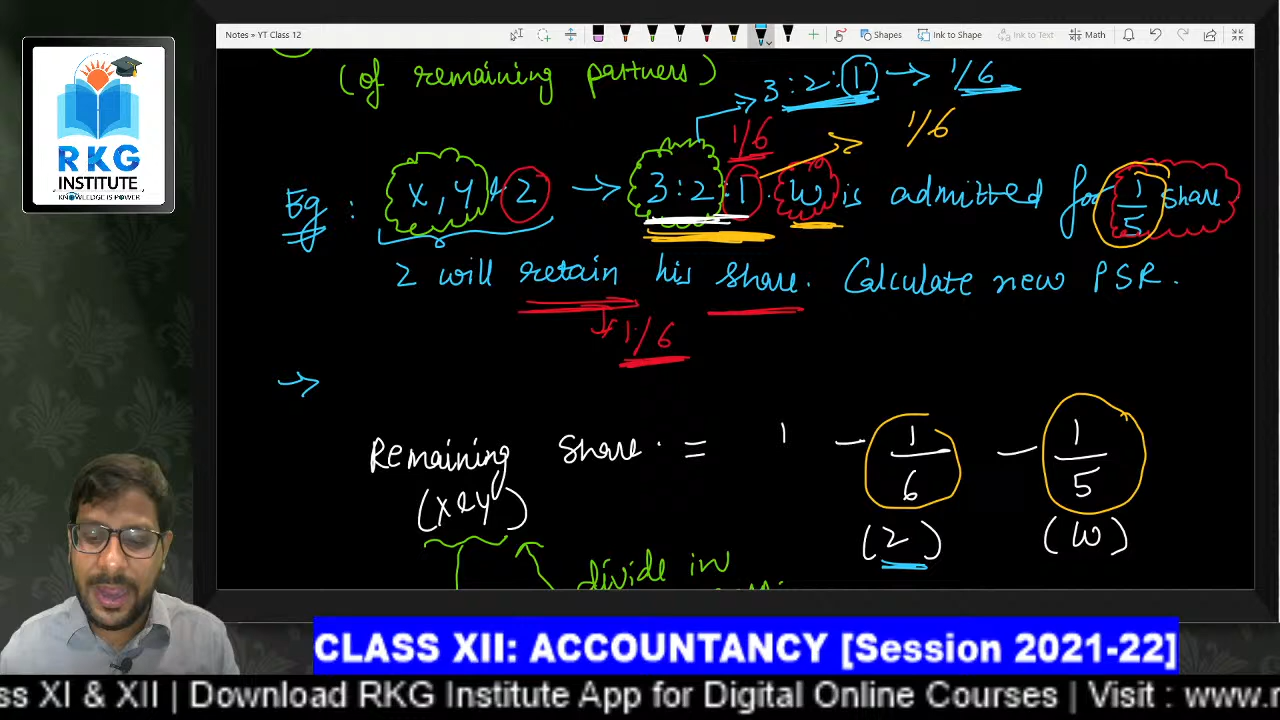 Notes » YT Class 12
Shapes
Ink to Shape
Ink to Text
Math
(of remaining partners)
3:2:1 → 1/6
1/6
1/6
RKG
INSTITUTE
KNOWLEDGE IS POWER
Eg : X, Y & Z → 3:2:1. W is admitted for 1/5 share
Z will retain his share. Calculate new PSR.
1/6
→
Remaining share = 1 − 1/6 − 1/5
(X & Y)
(Z) (W)
divide in
CLASS XII: ACCOUNTANCY [Session 2021-22]
ss XI & XII | Download RKG Institute App for Digital Online Courses | Visit : www.r